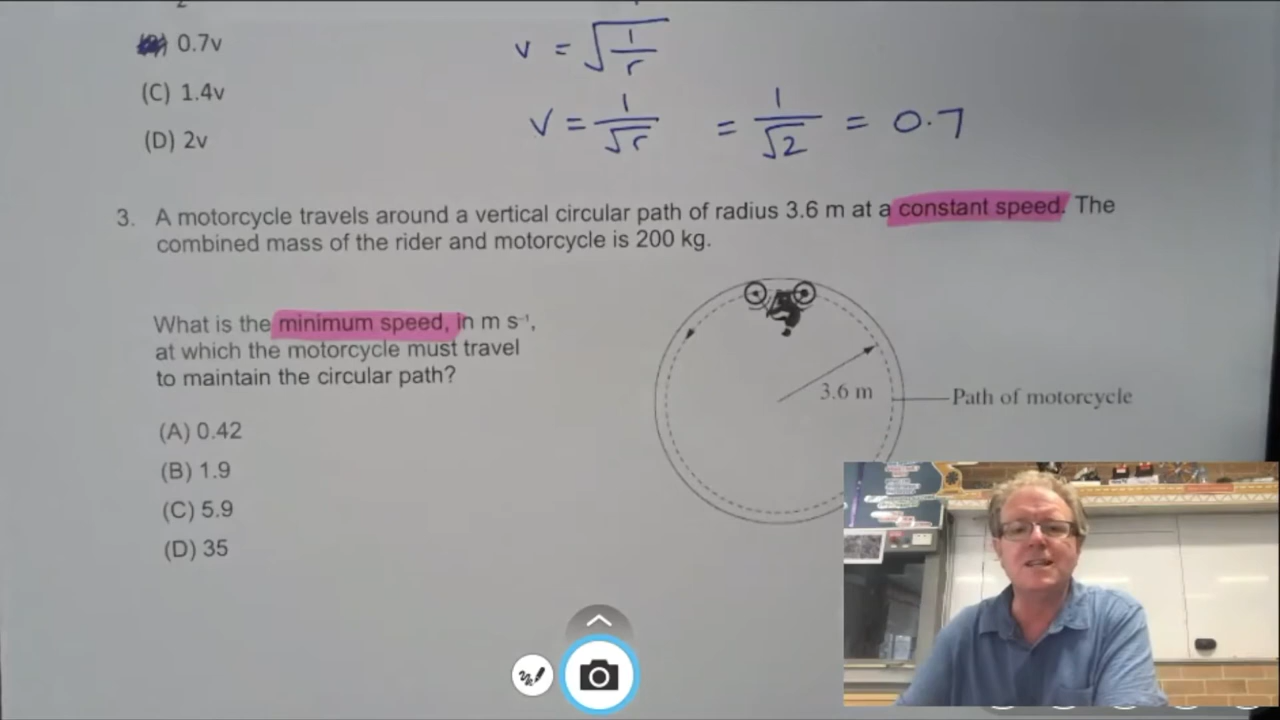 0.7v
(C) 1.4v
(D) 2v
v = √1/r
v = 1/√r = 1/√2 = 0.7
3. A motorcycle travels around a vertical circular path of radius 3.6 m at a constant speed. The
combined mass of the rider and motorcycle is 200 kg.
What is the minimum speed, in m s⁻¹,
at which the motorcycle must travel
to maintain the circular path?
(A) 0.42
(B) 1.9
(C) 5.9
(D) 35
3.6 m
Path of motorcycle